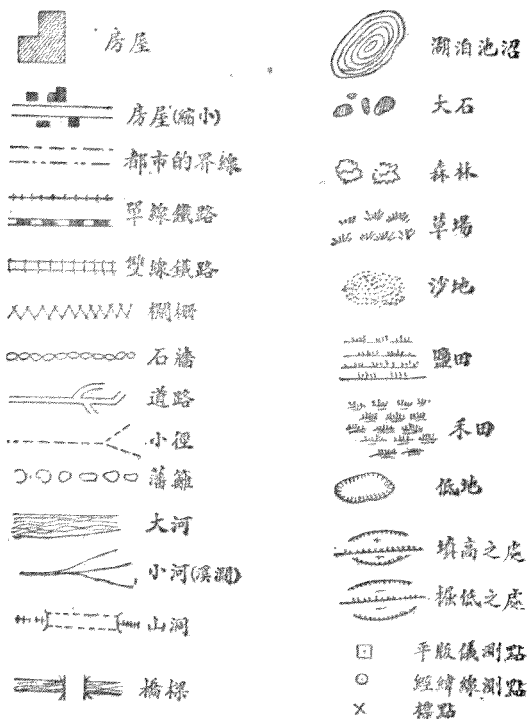 房屋
房屋(縮小)
都市的界線
單線鐵路
雙線鐵路
欄柵
石牆
道路
小徑
藩籬
大河
小河(溪澗)
山洞
橋樑
湖泊池沼
大石
森林
草場
沙地
鹽田
禾田
低地
填高之處
掘低之處
平版儀測點
經緯線測點
標點